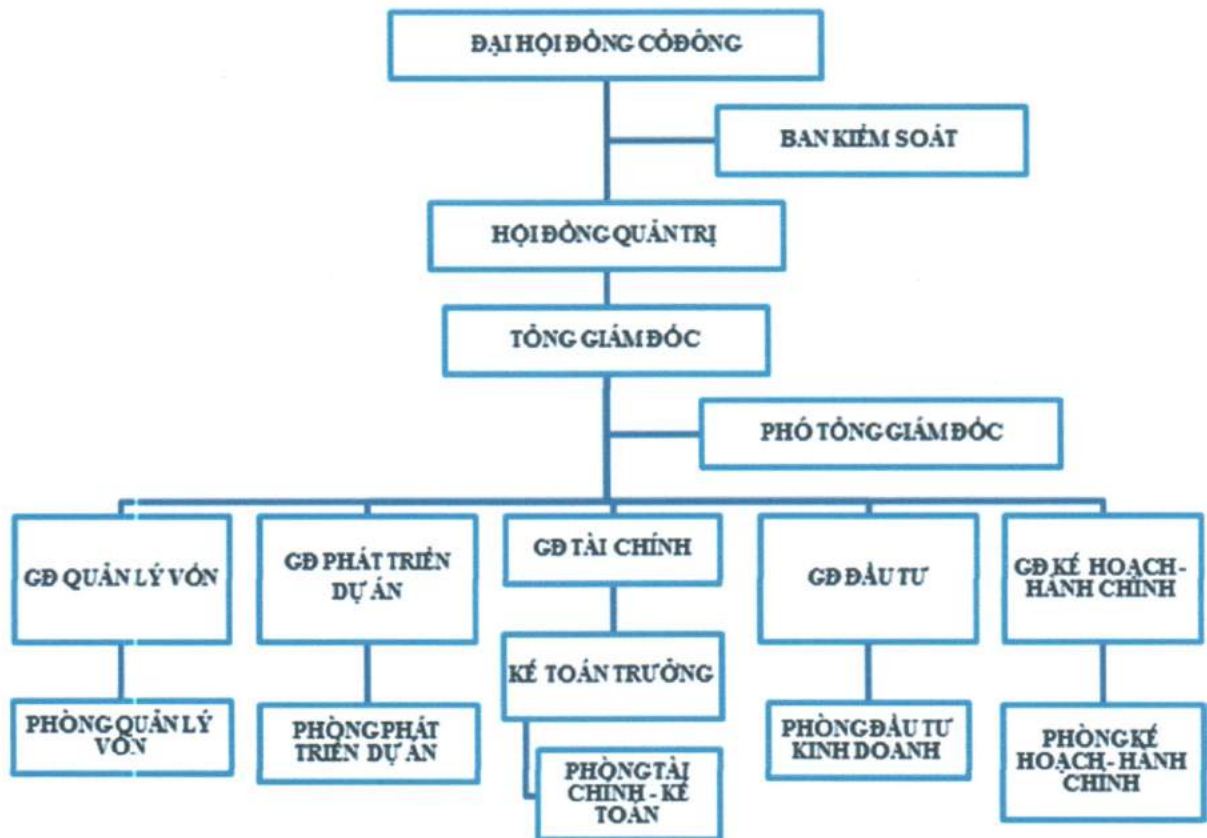 ĐẠI HỘI ĐỒNG CỔ ĐÔNG
BAN KIỂM SOÁT
HỘI ĐỒNG QUẢN TRỊ
TỔNG GIÁM ĐỐC
PHÓ TỔNG GIÁM ĐỐC
GĐ QUẢN LÝ VỐN
GĐ PHÁT TRIỂN
DỰ ÁN
GĐ TÀI CHÍNH
GĐ ĐẦU TƯ
GĐ KẾ HOẠCH -
HÀNH CHÍNH
KẾ TOÁN TRƯỞNG
PHÒNG QUẢN LÝ
VỐN
PHÒNG PHÁT
TRIỂN DỰ ÁN
PHÒNG TÀI
CHÍNH - KẾ
TOÁN
PHÒNG ĐẦU TƯ
KINH DOANH
PHÒNG KẾ
HOẠCH - HÀNH
CHÍNH